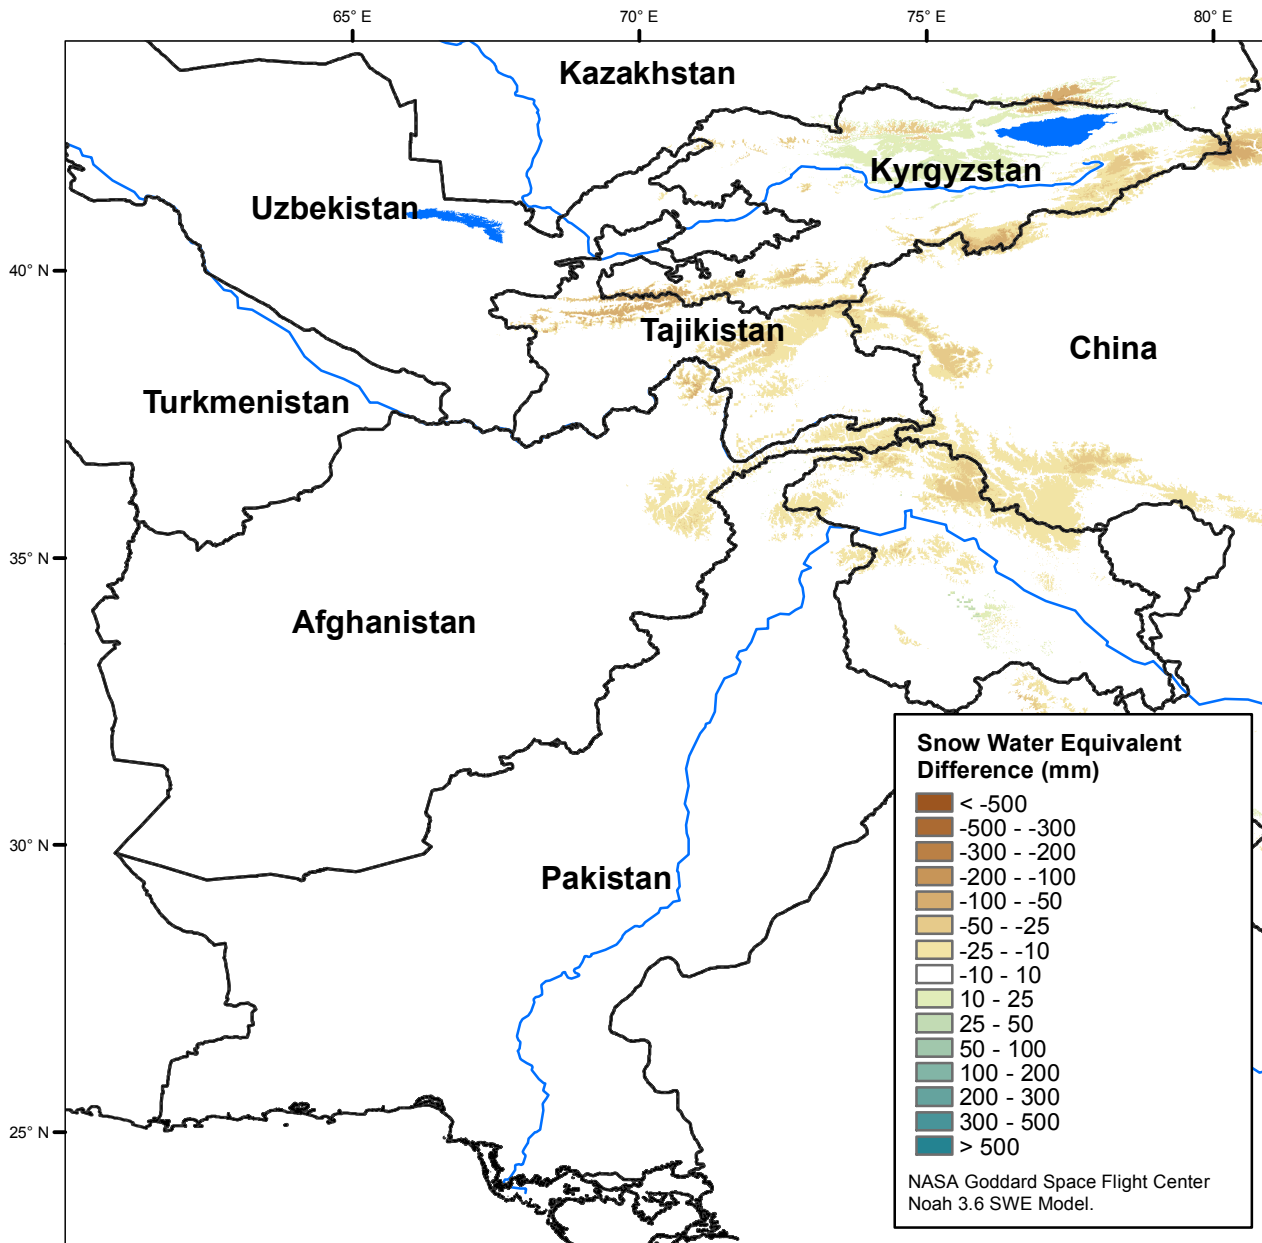 65° E
70° E
75° E
80° E
Kazakhstan
Kyrgyzstan
Uzbekistan
40° N
Tajikistan
China
Turkmenistan
35° N
Afghanistan
30° N
Pakistan
25° N
Snow Water Equivalent
Difference (mm)
< -500
-500 - -300
-300 - -200
-200 - -100
-100 - -50
-50 - -25
-25 - -10
-10 - 10
10 - 25
25 - 50
50 - 100
100 - 200
200 - 300
300 - 500
> 500
NASA Goddard Space Flight Center
Noah 3.6 SWE Model.